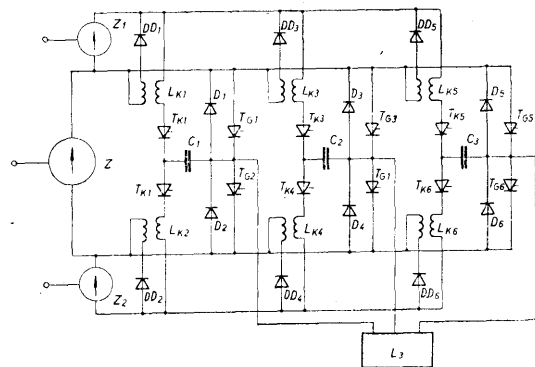 Z1 DD1 DD3 DD5
LK1 D1 LK3 D3 LK5 D5
TK1 TG1 TK3 TG3 TK5 TG5
C1 C2 C3
Z
TK1 TG2 TK4 TG1 TK6 TG6
LK2 D2 LK4 D4 LK6 D6
Z2 DD2 DD4 DD6
L3